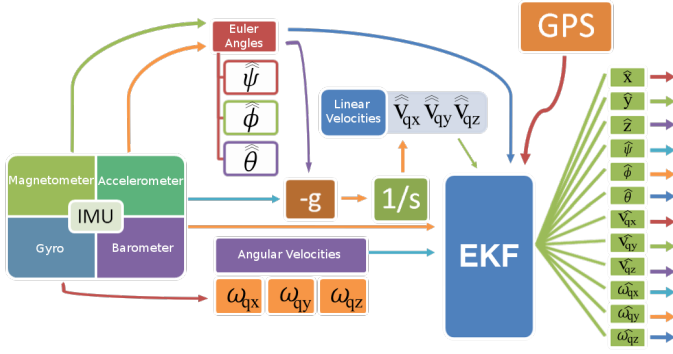 Euler
Angles
GPS
ψ̂̂
ϕ̂̂
θ̂̂
Linear
Velocities
v̂̂qx v̂̂qy v̂̂qz
Magnetometer
Accelerometer
IMU
Gyro
Barometer
-g
1/s
EKF
Angular Velocities
ωqx
ωqy
ωqz
x̂
ŷ
ẑ
ψ̂
ϕ̂
θ̂
v̂qx
v̂qy
v̂qz
ω̂qx
ω̂qy
ω̂qz